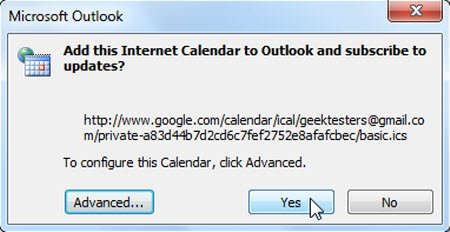 Microsoft Outlook
Add this Internet Calendar to Outlook and subscribe to
updates?
http://www.google.com/calendar/ical/geektesters@gmail.co
m/private-a83d44b7d2cd6c7fef2752e8afafcbec/basic.ics
To configure this Calendar, click Advanced.
Advanced... Yes No